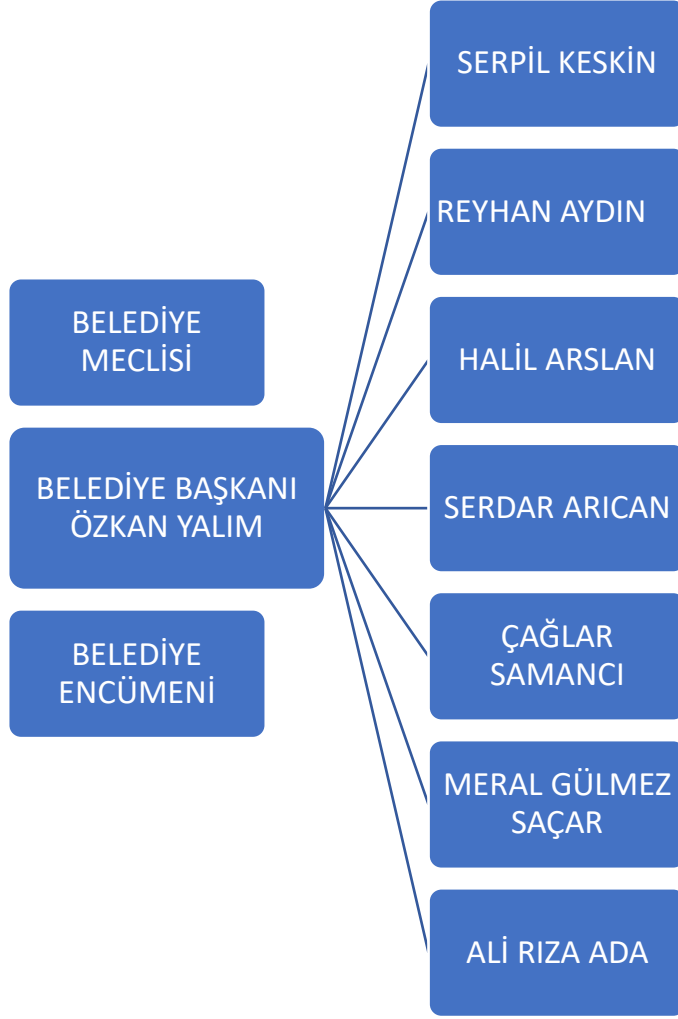 BELEDİYE
MECLİSİ
BELEDİYE BAŞKANI
ÖZKAN YALIM
BELEDİYE
ENCÜMENİ
SERPİL KESKİN
REYHAN AYDIN
HALİL ARSLAN
SERDAR ARICAN
ÇAĞLAR
SAMANCI
MERAL GÜLMEZ
SAÇAR
ALİ RIZA ADA